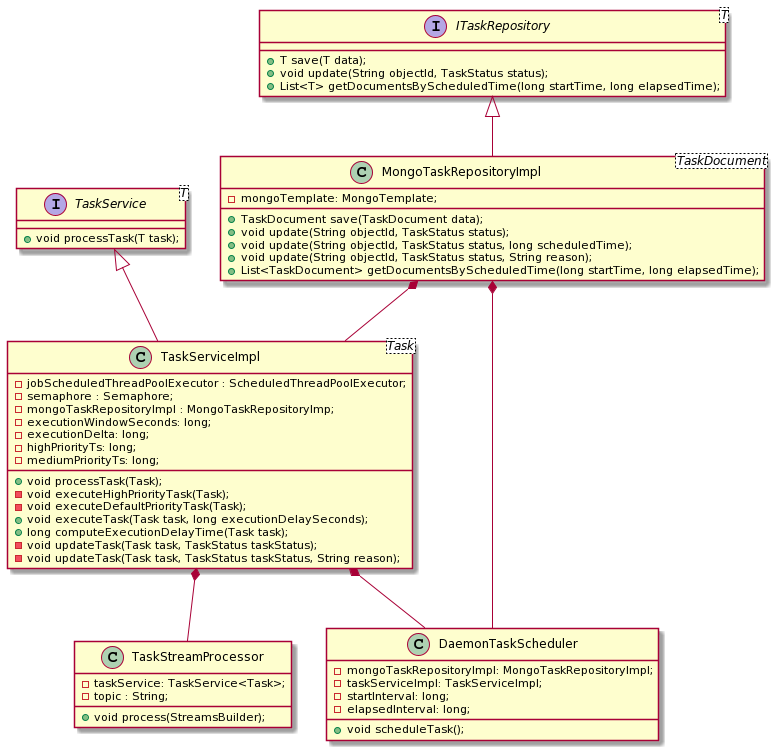 T
I ITaskRepository
T save(T data);
void update(String objectId, TaskStatus status);
List<T> getDocumentsByScheduledTime(long startTime, long elapsedTime);
TaskDocument
C MongoTaskRepositoryImpl
mongoTemplate: MongoTemplate;
TaskDocument save(TaskDocument data);
void update(String objectId, TaskStatus status);
void update(String objectId, TaskStatus status, long scheduledTime);
void update(String objectId, TaskStatus status, String reason);
List<TaskDocument> getDocumentsByScheduledTime(long startTime, long elapsedTime);
T
I TaskService
void processTask(T task);
Task
C TaskServiceImpl
jobScheduledThreadPoolExecutor : ScheduledThreadPoolExecutor;
semaphore : Semaphore;
mongoTaskRepositoryImpl : MongoTaskRepositoryImp;
executionWindowSeconds: long;
executionDelta: long;
highPriorityTs: long;
mediumPriorityTs: long;
void processTask(Task);
void executeHighPriorityTask(Task);
void executeDefaultPriorityTask(Task);
void executeTask(Task task, long executionDelaySeconds);
long computeExecutionDelayTime(Task task);
void updateTask(Task task, TaskStatus taskStatus);
void updateTask(Task task, TaskStatus taskStatus, String reason);
C TaskStreamProcessor
taskService: TaskService<Task>;
topic : String;
void process(StreamsBuilder);
C DaemonTaskScheduler
mongoTaskRepositoryImpl: MongoTaskRepositoryImpl;
taskServiceImpl: TaskServiceImpl;
startInterval: long;
elapsedInterval: long;
void scheduleTask();